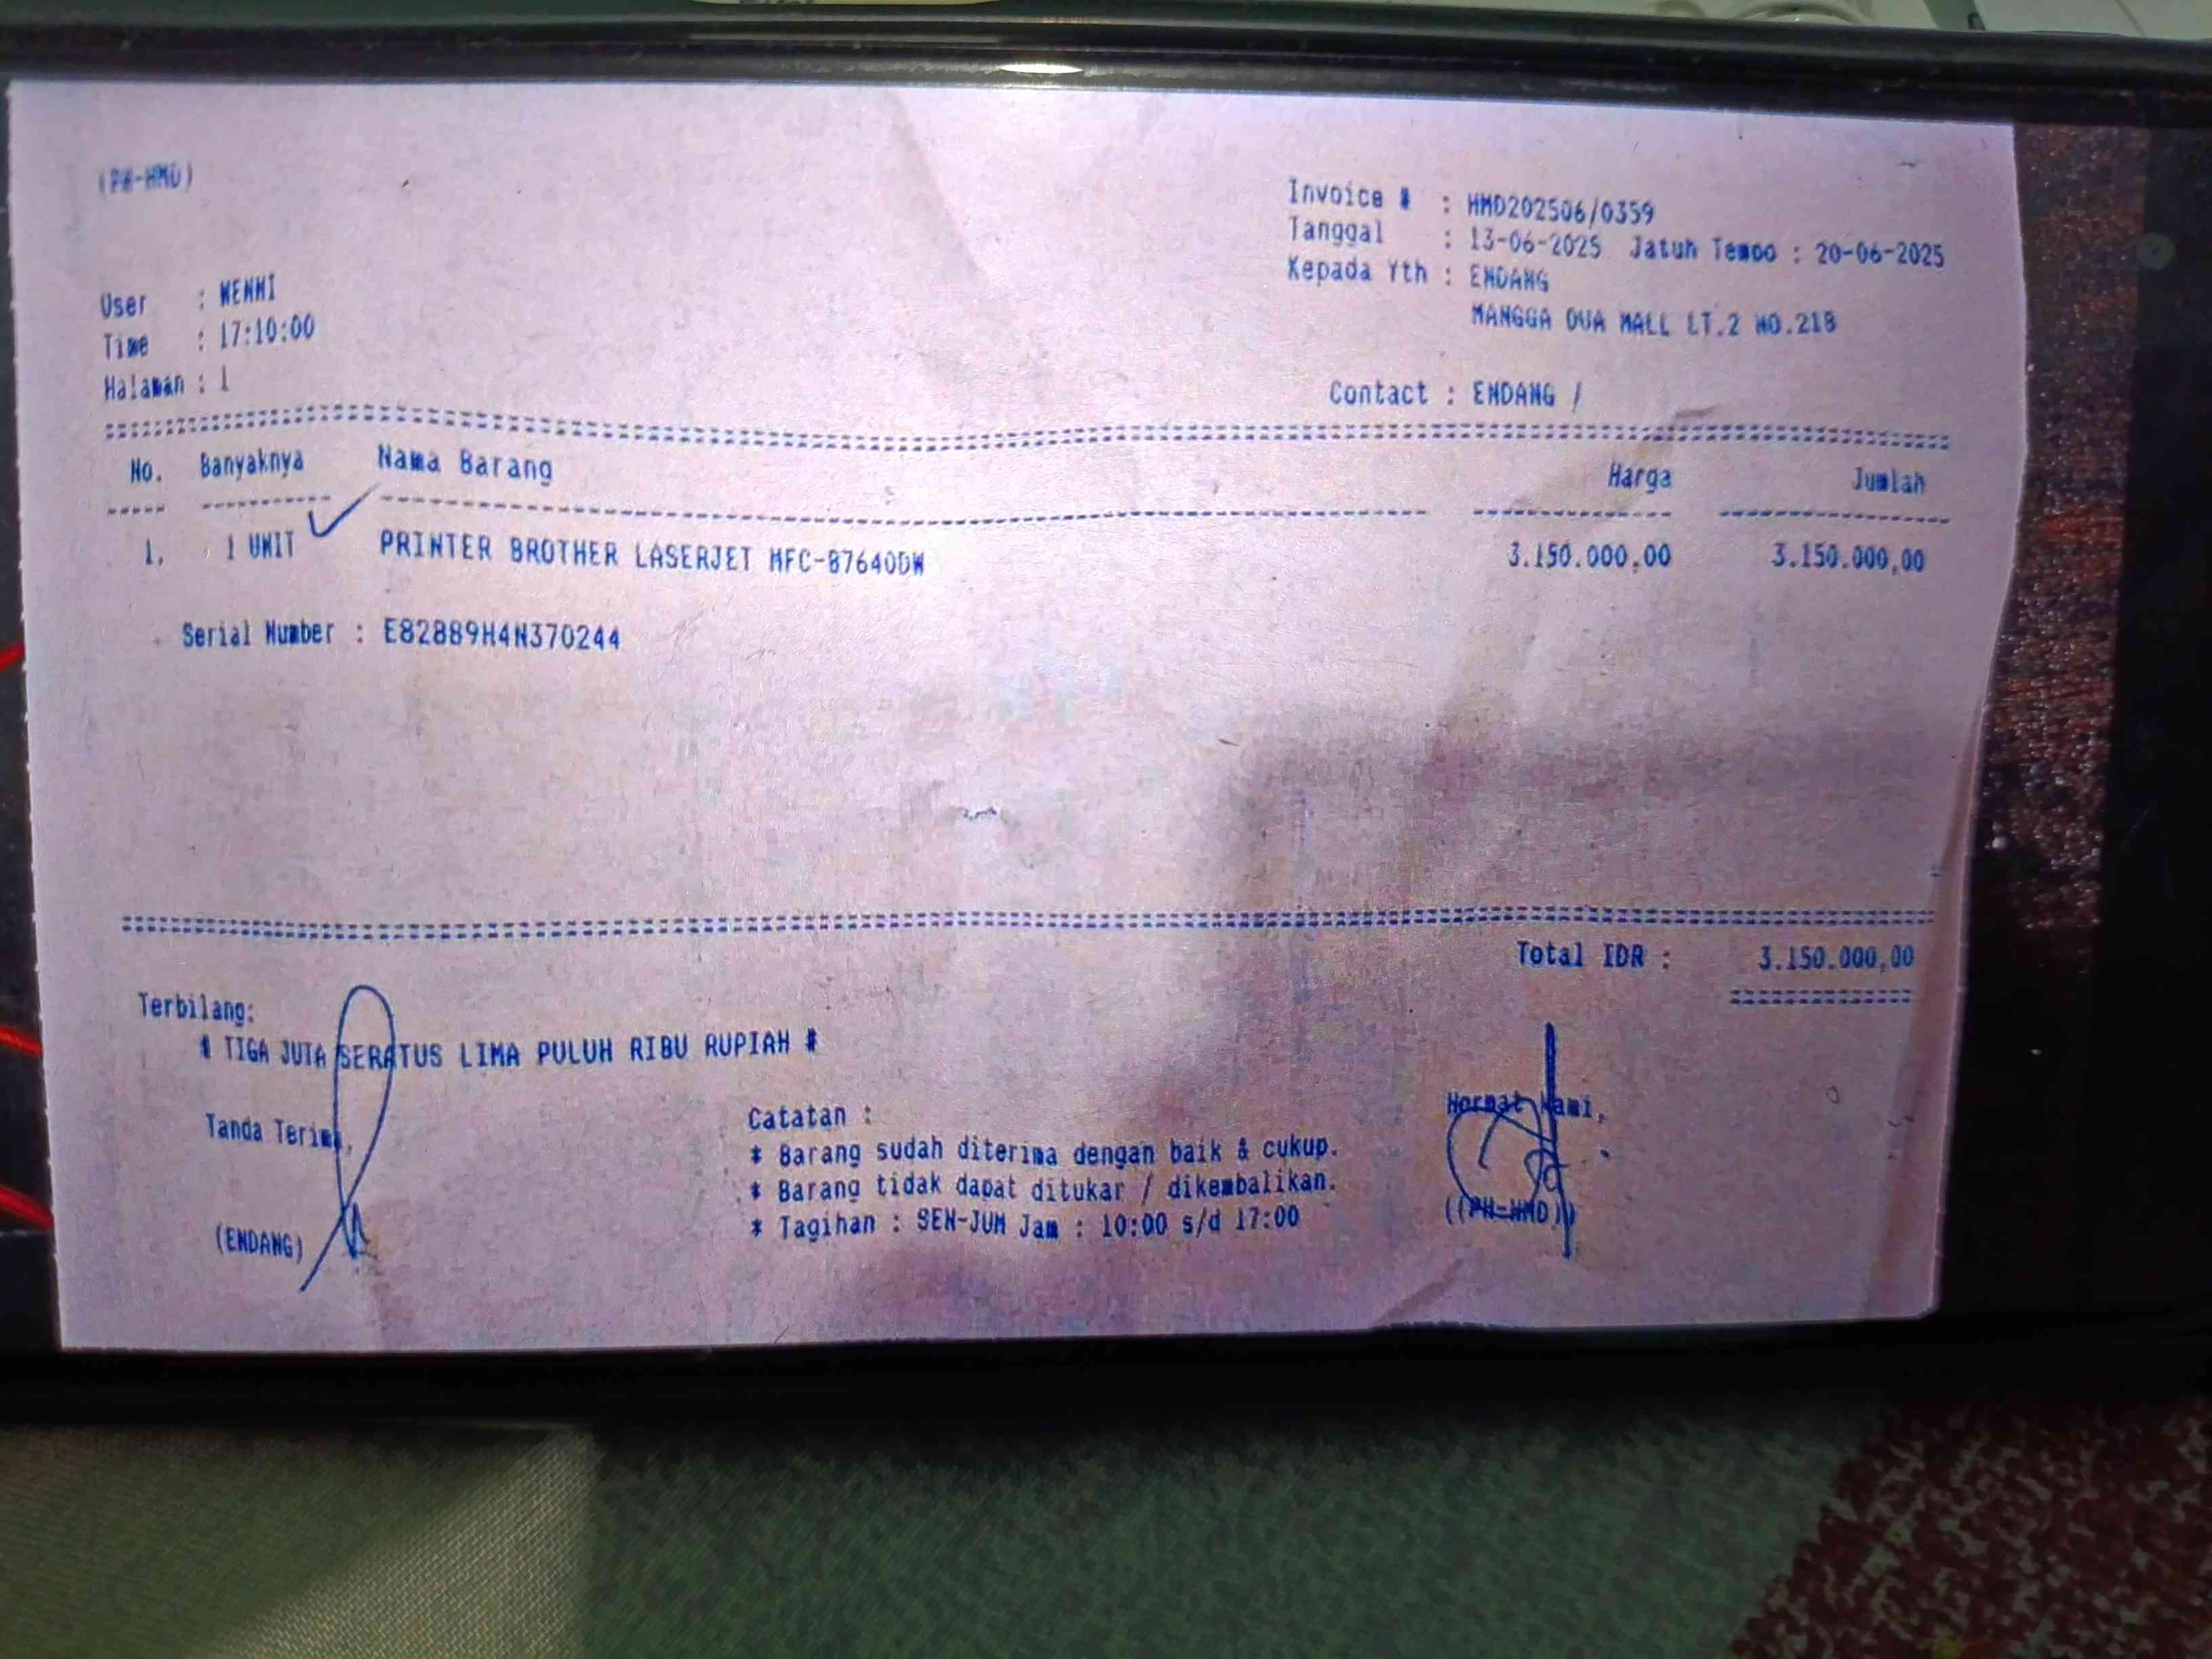 (PH-HMD)
Invoice # : HMD202506/0359
Tanggal : 13-06-2025 Jatuh Tempo : 20-06-2025
Kepada Yth : ENDANG
MANGGA DUA MALL LT.2 NO.21B
User : WENNI
Time : 17:10:00
Halaman : 1
Contact : ENDANG /
No. Banyaknya Nama Barang Harga Jumlah
1. 1 UNIT PRINTER BROTHER LASERJET MFC-B7640DW 3.150.000,00 3.150.000,00
Serial Number : E82889H4N370244
Total IDR : 3.150.000,00
Terbilang:
# TIGA JUTA SERATUS LIMA PULUH RIBU RUPIAH #
Tanda Terima,
Catatan :
* Barang sudah diterima dengan baik & cukup.
* Barang tidak dapat ditukar / dikembalikan.
* Tagihan : SEN-JUM Jam : 10:00 s/d 17:00
Hormat Kami,
(ENDANG)
((PH-HMD))